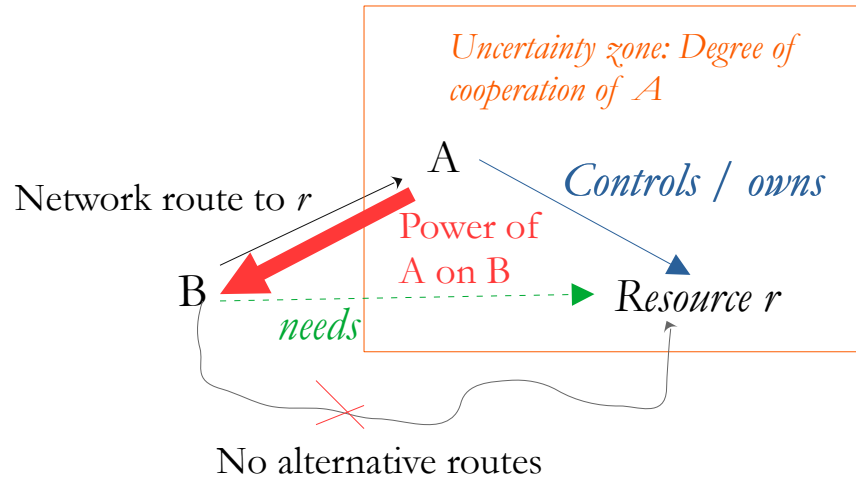 Uncertainty zone: Degree of
cooperation of A
A
Controls / owns
Network route to r
Power of
A on B
B
Resource r
needs
No alternative routes